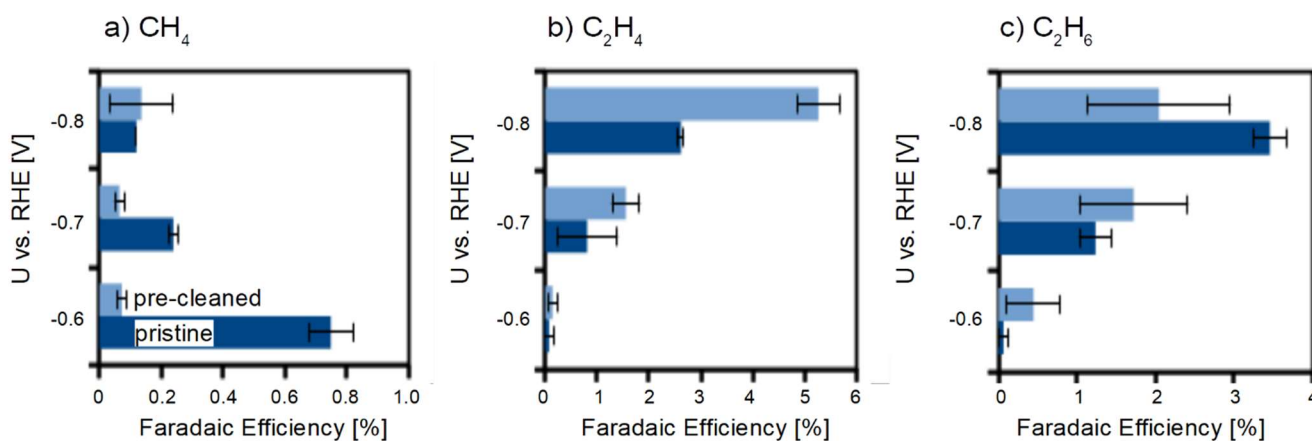 a) CH₄
U vs. RHE [V]
-0.8
-0.7
-0.6
pre-cleaned
pristine
0 0.2 0.4 0.6 0.8 1.0
Faradaic Efficiency [%]
b) C₂H₄
U vs. RHE [V]
-0.8
-0.7
-0.6
0 1 2 3 4 5 6
Faradaic Efficiency [%]
c) C₂H₆
U vs. RHE [V]
-0.8
-0.7
-0.6
0 1 2 3 4
Faradaic Efficiency [%]